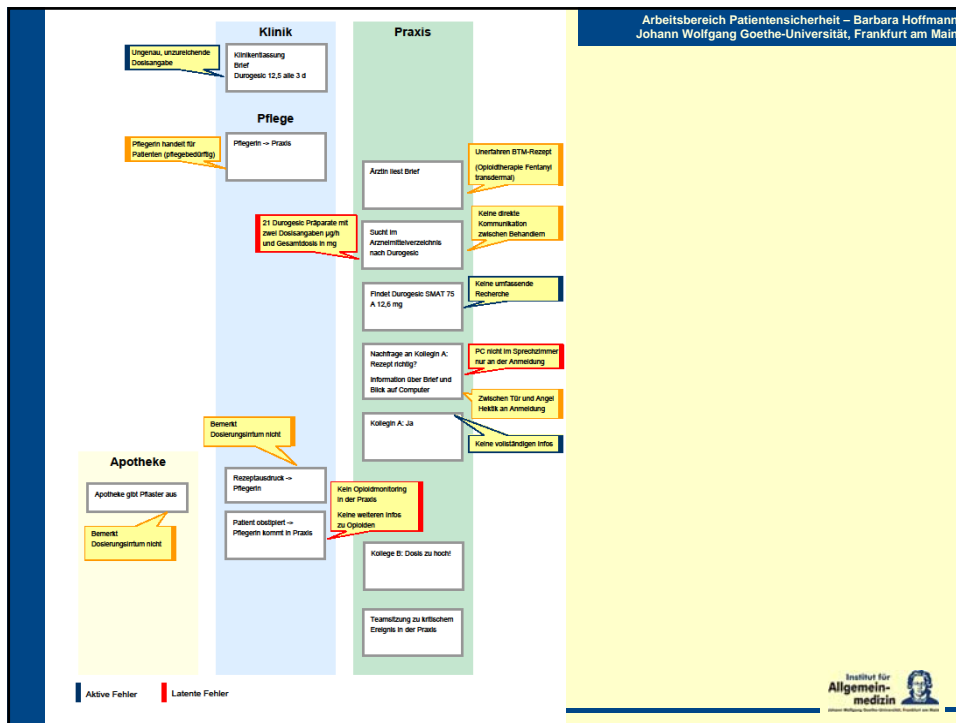 Arbeitsbereich Patientensicherheit – Barbara Hoffmann
Johann Wolfgang Goethe-Universität, Frankfurt am Main
Klinik
Praxis
Ungenau, unzureichende
Dosisangabe
Klinikentlassung
Brief
Durogesic 12,5 alle 3 d
Pflege
Pflegerin handelt für
Patienten (pflegebedürftig)
Pflegerin -> Praxis
Ärztin liest Brief
Unerfahren BTM-Rezept
(Opioidtherapie Fentanyl
transdermal)
21 Durogesic Präparate mit
zwei Dosisangaben µg/h
und Gesamtdosis in mg
Sucht im
Arzneimittelverzeichnis
nach Durogesic
Keine direkte
Kommunikation
zwischen Behandlern
Findet Durogesic SMAT 75
A 12,6 mg
Keine umfassende
Recherche
Nachfrage an Kollegin A:
Rezept richtig?
Information über Brief und
Blick auf Computer
PC nicht im Sprechzimmer
nur an der Anmeldung
Zwischen Tür und Angel
Hektik an Anmeldung
Kollegin A: Ja
Keine vollständigen Infos
Bemerkt
Dosierungsirrtum nicht
Apotheke
Apotheke gibt Pflaster aus
Rezeptausdruck ->
Pflegerin
Kein Opioidmonitoring
in der Praxis
Keine weiteren Infos
zu Opioiden
Patient obstipiert ->
Pflegerin kommt in Praxis
Bemerkt
Dosierungsirrtum nicht
Kollege B: Dosis zu hoch!
Teamsitzung zu kritischem
Ereignis in der Praxis
Aktive Fehler
Latente Fehler
Institut für
Allgemein-
medizin
Johann Wolfgang Goethe-Universität, Frankfurt am Main